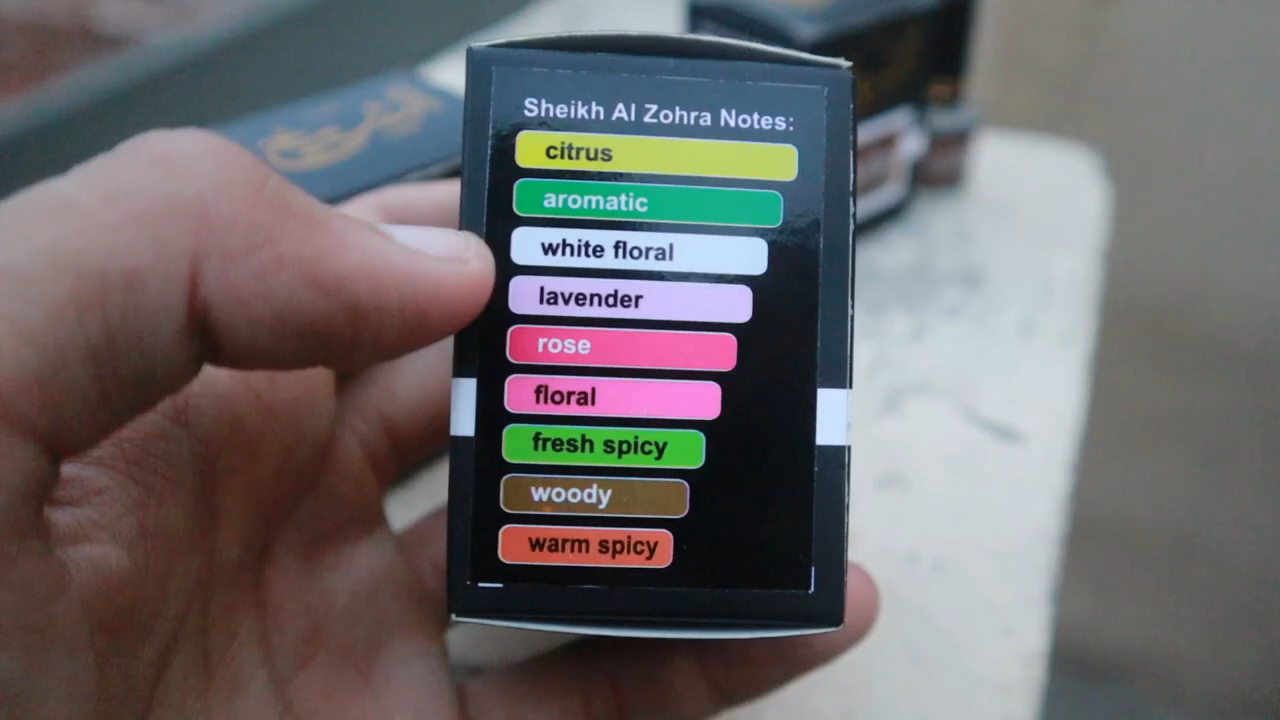 Sheikh Al Zohra Notes:
citrus
aromatic
white floral
lavender
rose
floral
fresh spicy
woody
warm spicy